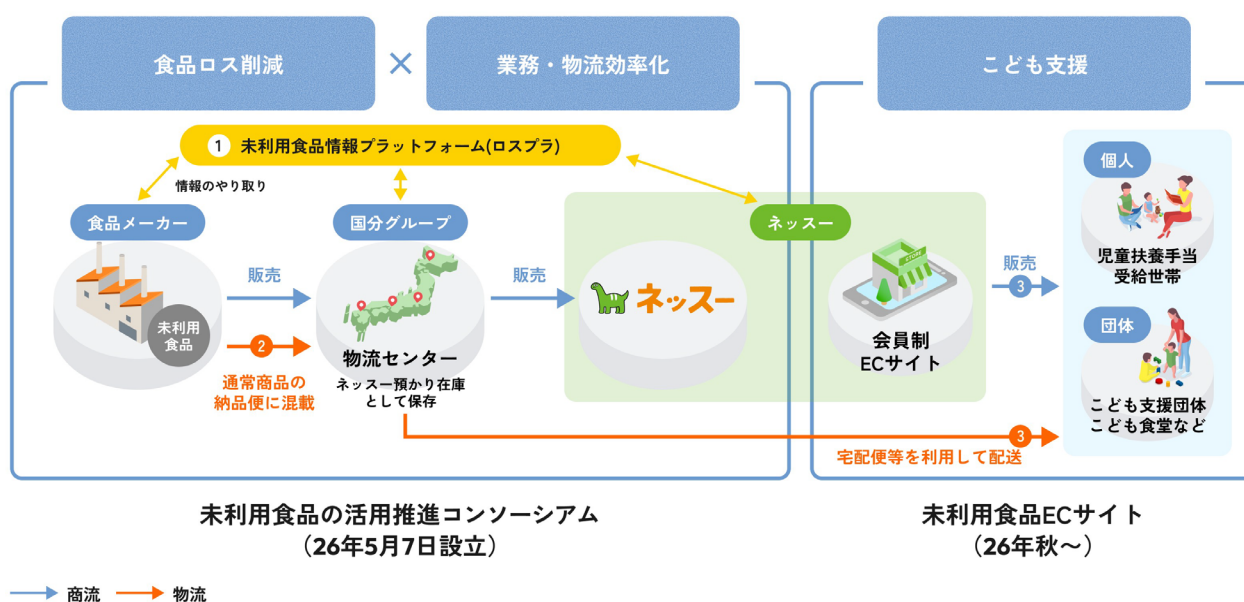 食品ロス削減
×
業務・物流効率化
こども支援
1 未利用食品情報プラットフォーム(ロスプラ)
情報のやり取り
食品メーカー
国分グループ
ネッスー
個人
STORE
児童扶養手当
受給世帯
販売
販売
販売
3
未利用
食品
ネッスー
2
物流センター
ネッスー預かり在庫
として保存
会員制
ECサイト
団体
通常商品の
納品便に混載
こども支援団体
こども食堂など
3
宅配便等を利用して配送
未利用食品の活用推進コンソーシアム
(26年5月7日設立)
未利用食品ECサイト
(26年秋~)
商流
物流